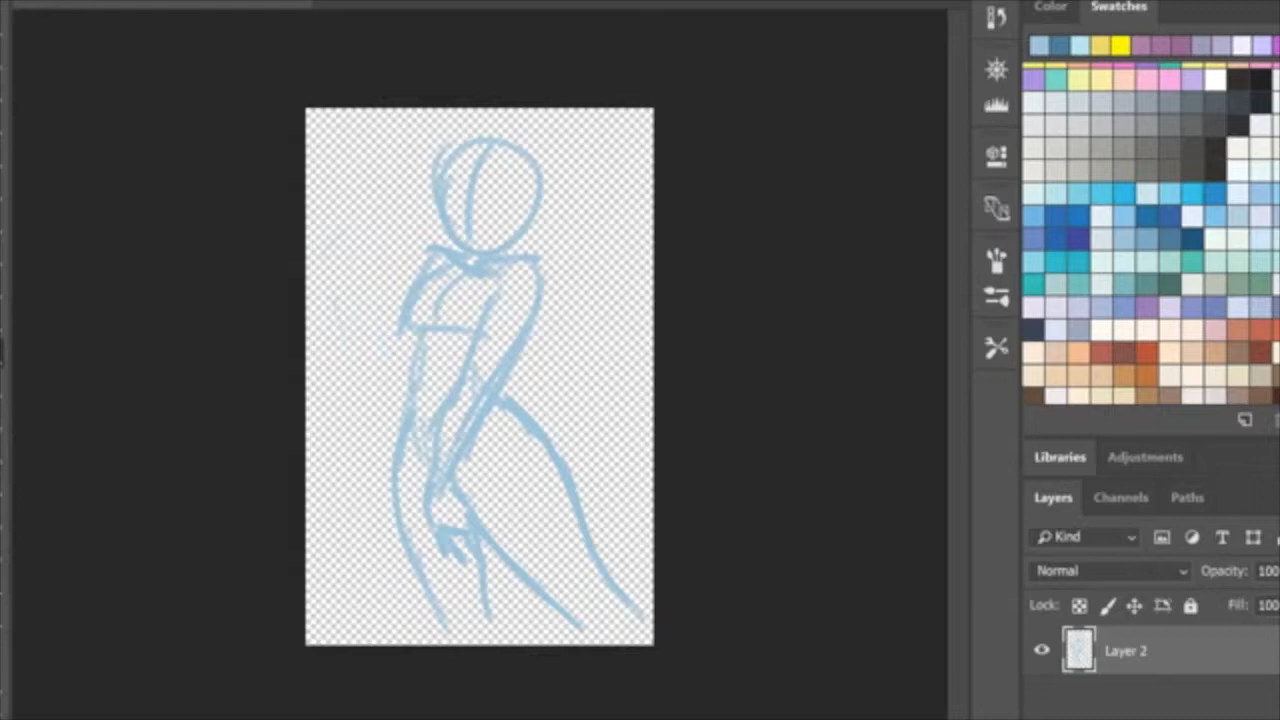 Color Swatches
Libraries Adjustments
Layers Channels Paths
Kind
Normal Opacity: 100
Lock: Fill: 100
Layer 2